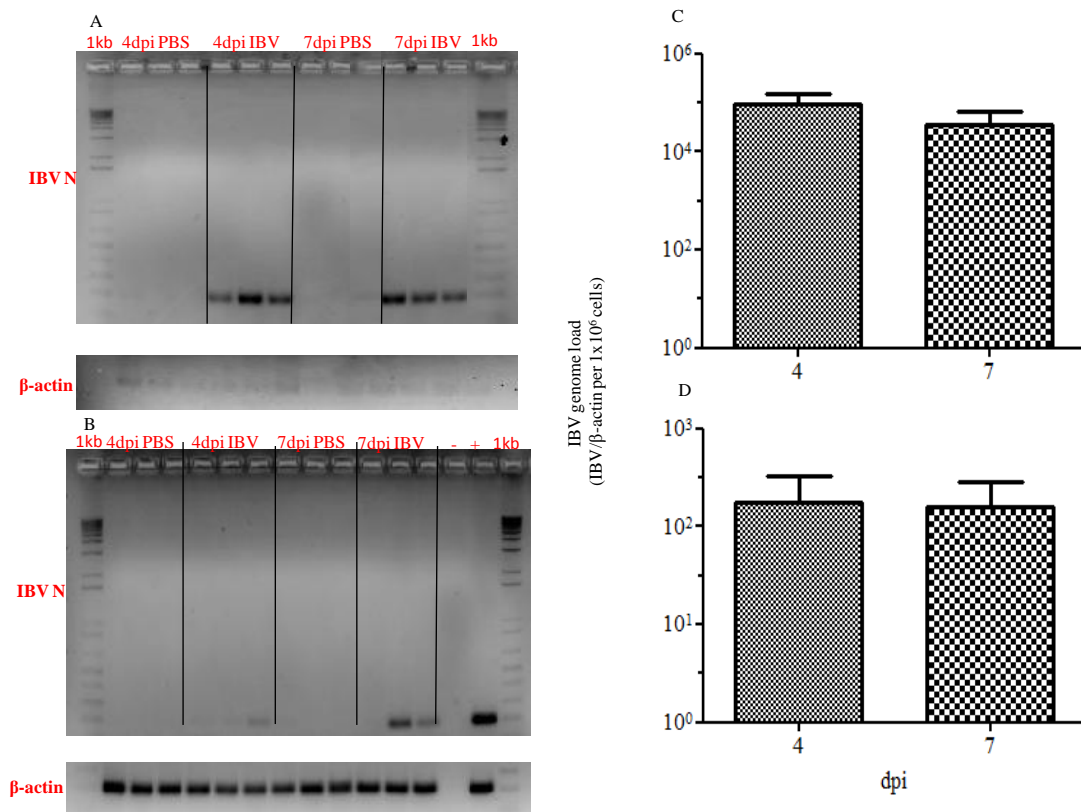 A
1kb 4dpi PBS 4dpi IBV 7dpi PBS 7dpi IBV 1kb
IBV N
β-actin
B
1kb 4dpi PBS 4dpi IBV 7dpi PBS 7dpi IBV - + 1kb
IBV N
β-actin
IBV genome load
(IBV/β-actin per 1x10⁶ cells)
C
10⁶
10⁴
10²
10⁰
4 7
D
10³
10²
10¹
10⁰
4 7
dpi